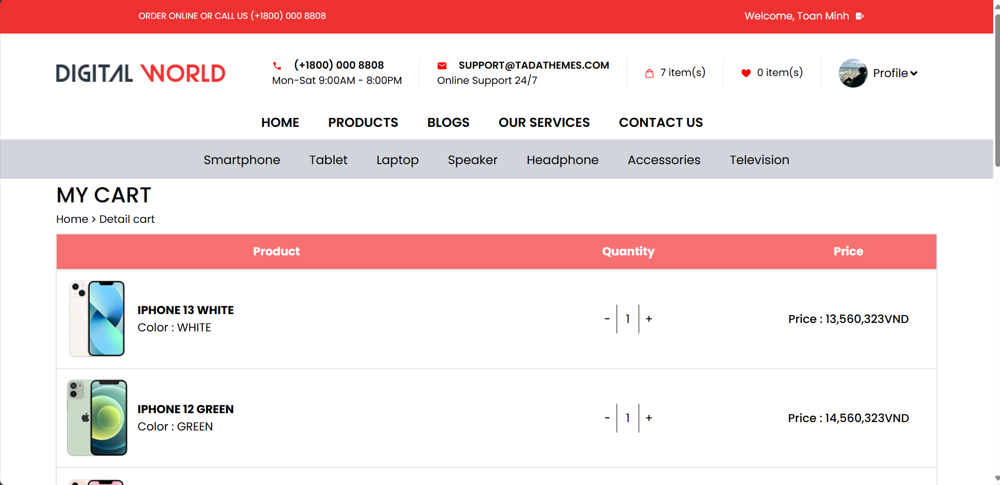 ORDER ONLINE OR CALL US (+1800) 000 8808
Welcome, Toan Minh
DIGITAL WORLD
(+1800) 000 8808
Mon-Sat 9:00AM - 8:00PM
SUPPORT@TADATHEMES.COM
Online Support 24/7
7 item(s)
0 item(s)
Profile
HOME PRODUCTS BLOGS OUR SERVICES CONTACT US
Smartphone Tablet Laptop Speaker Headphone Accessories Television
MY CART
Home > Detail cart
Product Quantity Price
IPHONE 13 WHITE
Color : WHITE
- 1 +
Price : 13,560,323VND
IPHONE 12 GREEN
Color : GREEN
- 1 +
Price : 14,560,323VND